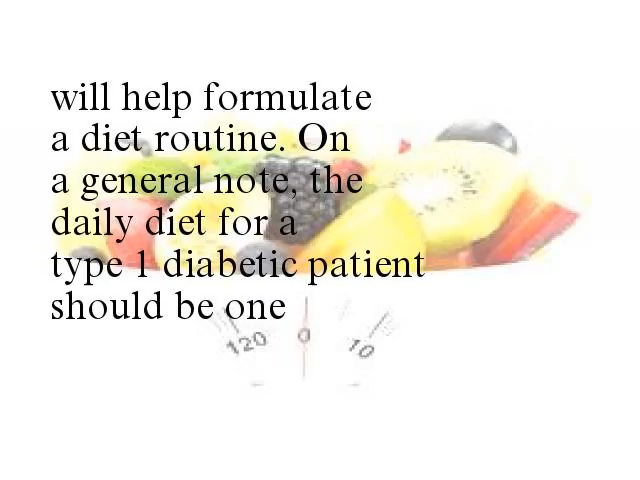 will help formulate
a diet routine. On
a general note, the
daily diet for a
type 1 diabetic patient
should be one
120 0 10